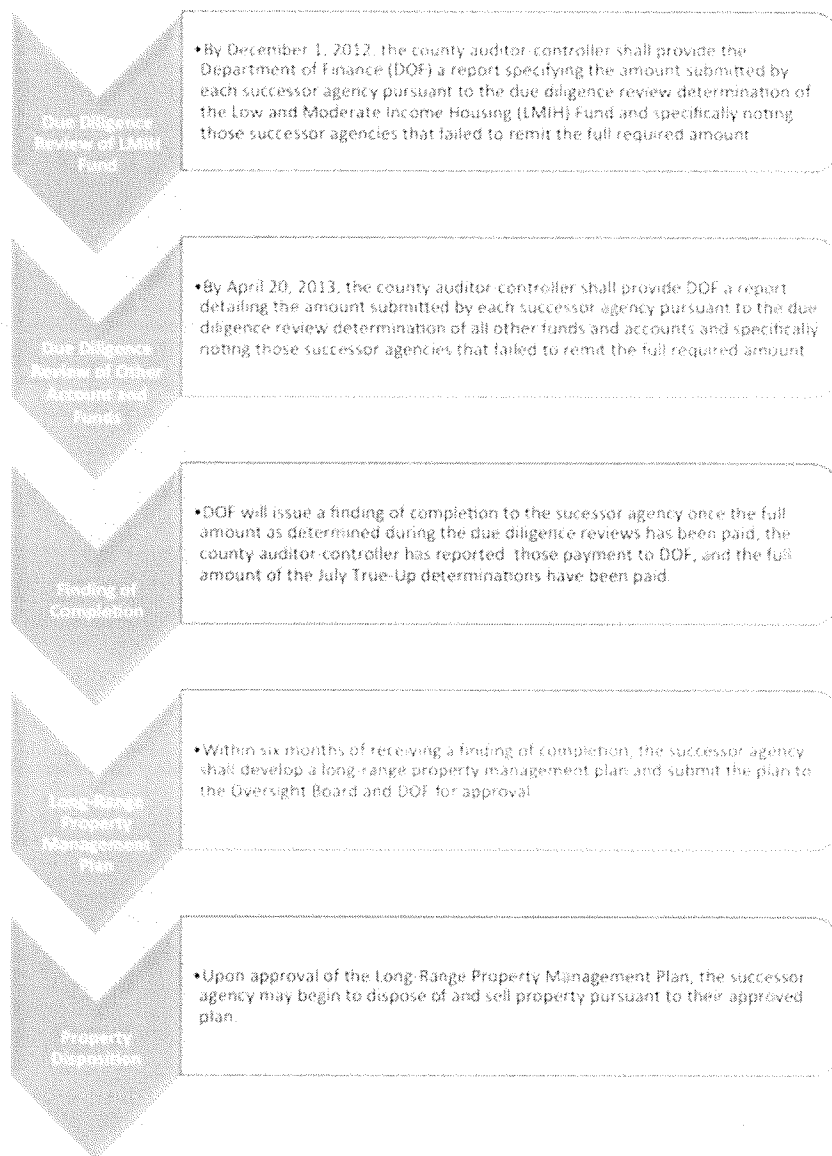 Due Diligence
Review of LMIH
Fund
•By December 1, 2012, the county auditor-controller shall provide the
Department of Finance (DOF) a report specifying the amount submitted by
each successor agency pursuant to the due diligence review determination of
the Low and Moderate Income Housing (LMIH) Fund and specifically noting
those successor agencies that failed to remit the full required amount
Due Diligence
Review of Other
Account and
Funds
•By April 20, 2013, the county auditor-controller shall provide DOF a report
detailing the amount submitted by each successor agency pursuant to the due
diligence review determination of all other funds and accounts and specifically
noting those successor agencies that failed to remit the full required amount
Finding of
Completion
•DOF will issue a finding of completion to the sucessor agency once the full
amount as determined during the due diligence reviews has been paid, the
county auditor-controller has reported those payment to DOF, and the full
amount of the July True-Up determinations have been paid.
Long-Range
Property
Management
Plan
•Within six months of receiving a finding of completion, the successor agency
shall develop a long-range property management plan and submit the plan to
the Oversight Board and DOF for approval
Property
Disposition
•Upon approval of the Long-Range Property Management Plan, the successor
agency may begin to dispose of and sell property pursuant to their approved
plan.